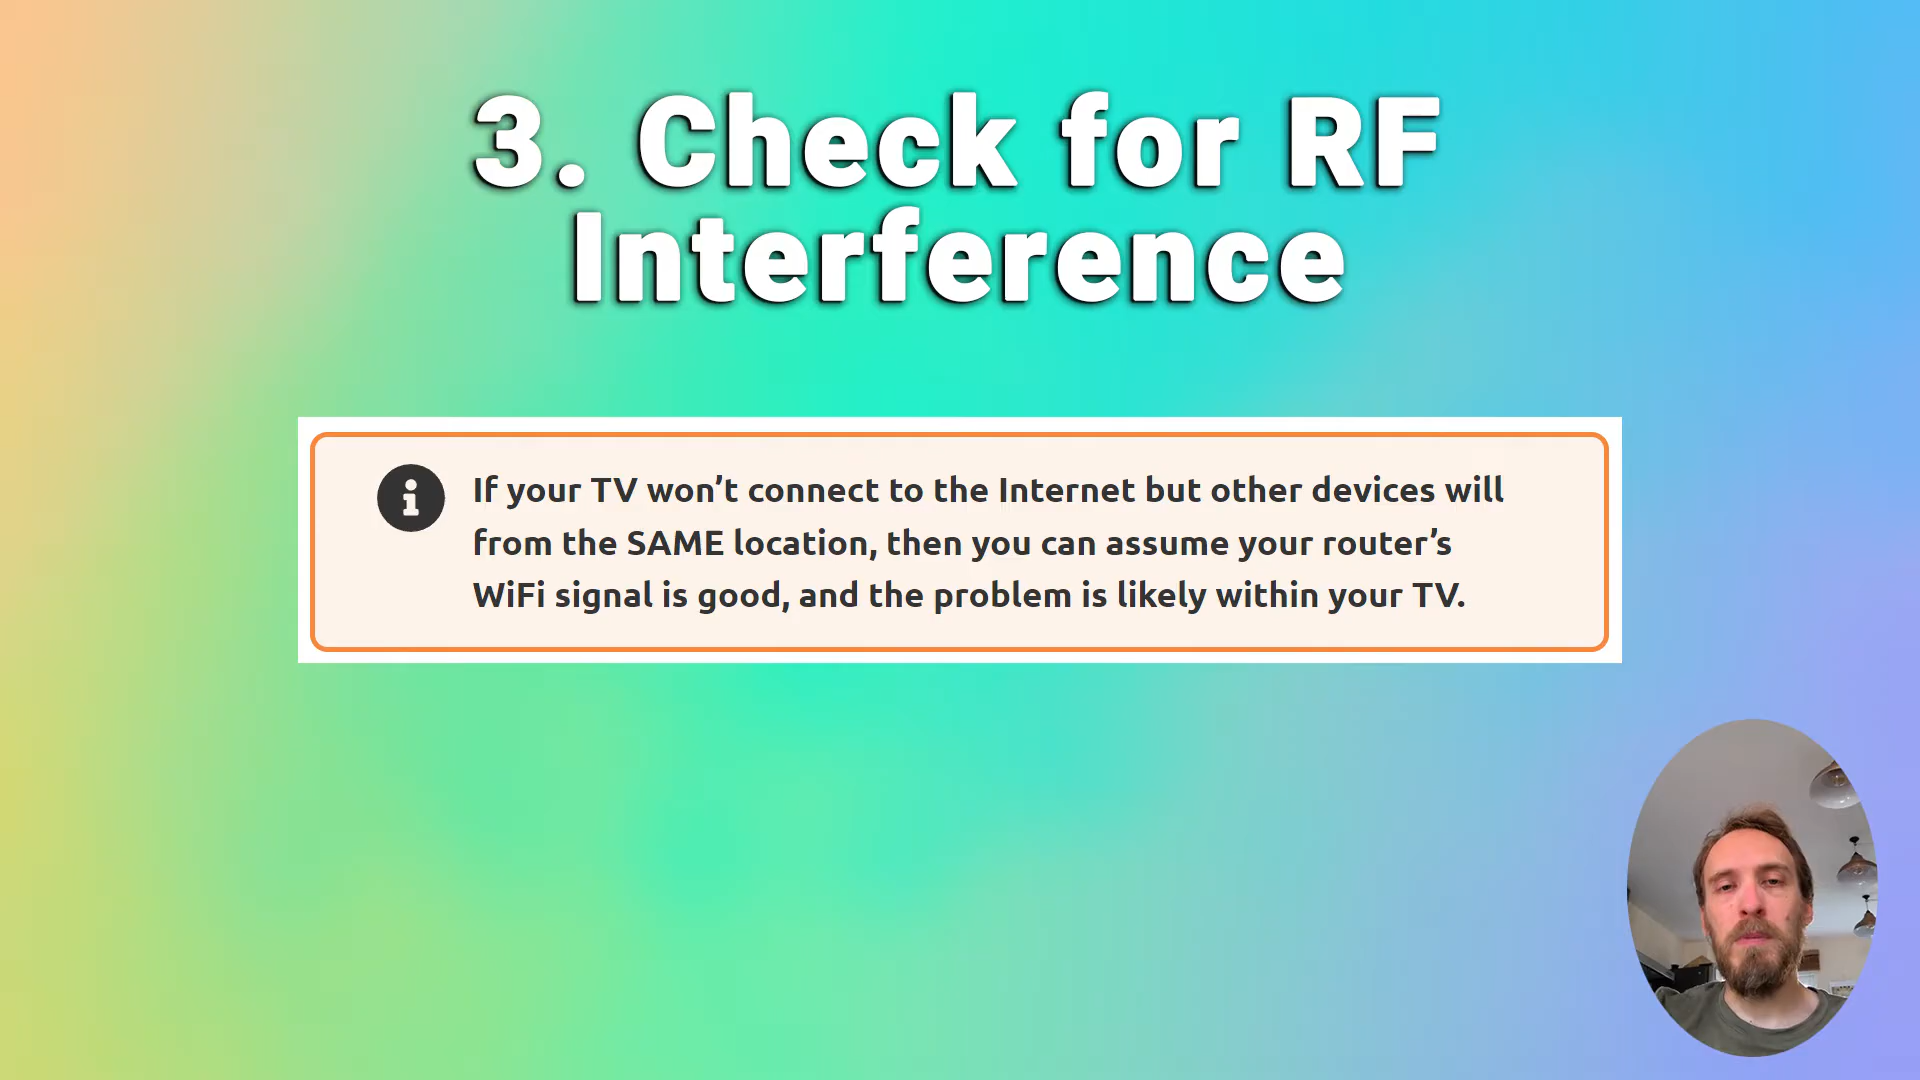 3. Check for RF
Interference
If your TV won’t connect to the Internet but other devices will
from the SAME location, then you can assume your router’s
WiFi signal is good, and the problem is likely within your TV.